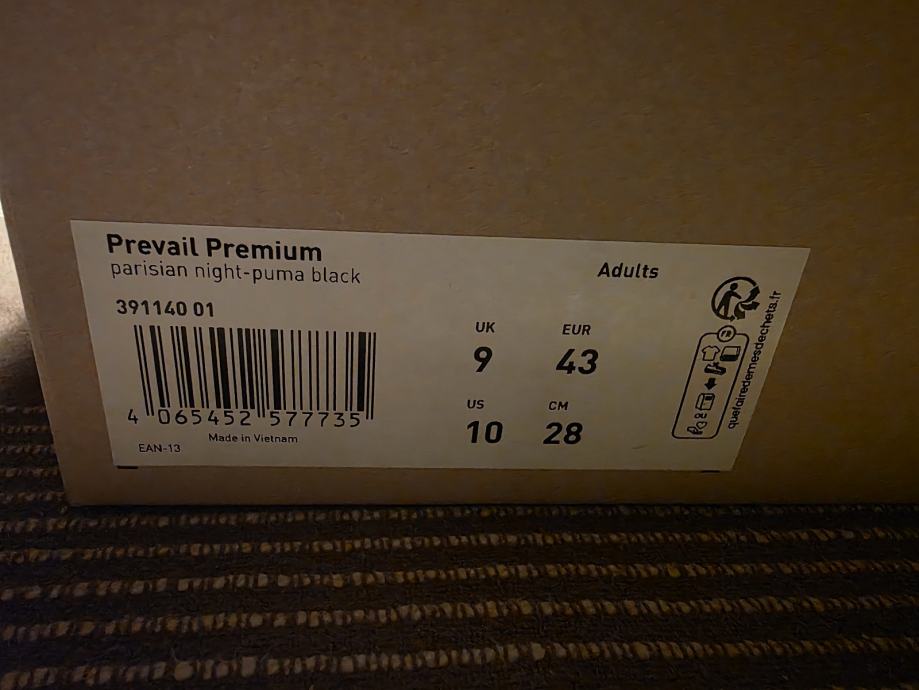 Prevail Premium
parisian night-puma black
Adults
391140 01
UK
EUR
9
43
US
CM
10
28
4 065452 577735
Made in Vietnam
EAN-13
FR
quefairedemesdechets.fr